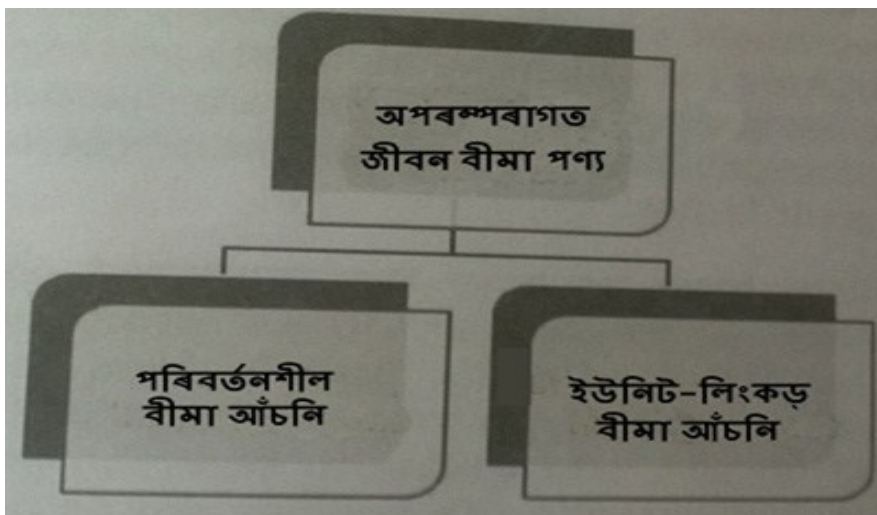 অপৰম্পৰাগত
জীৱন বীমা পণ্য
পৰিবৰ্তনশীল
বীমা আঁচনি
ইউনিট-লিংকড্
বীমা আঁচনি